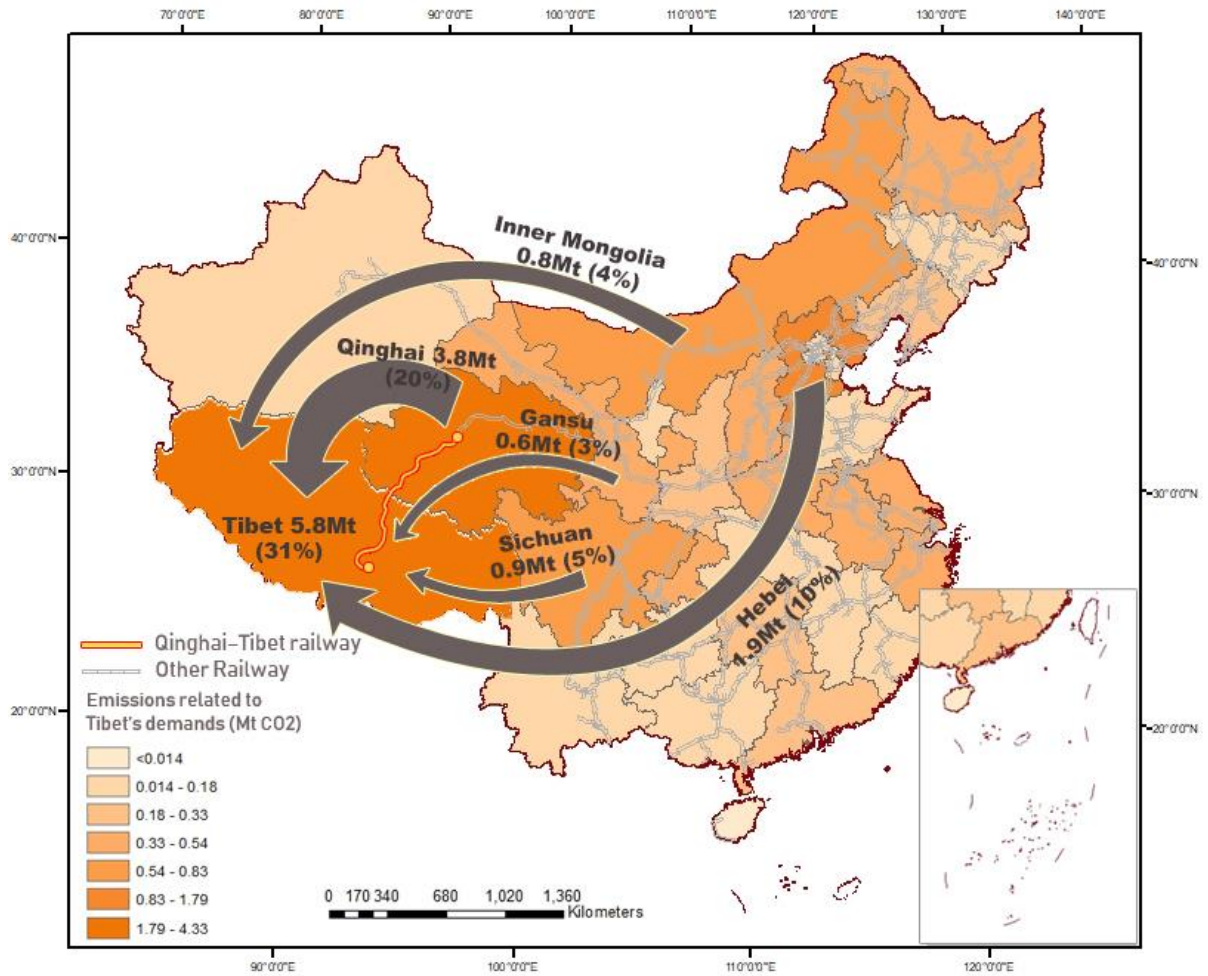 70°0'0"E 80°0'0"E 90°0'0"E 100°0'0"E 110°0'0"E 120°0'0"E 130°0'0"E 140°0'0"E
40°0'0"N
40°0'0"N
30°0'0"N
30°0'0"N
20°0'0"N
20°0'0"N
Inner Mongolia
0.8Mt (4%)
Qinghai 3.8Mt
(20%)
Gansu
0.6Mt (3%)
Tibet 5.8Mt
(31%)
Sichuan
0.9Mt (5%)
Hebei
1.9Mt (10%)
Qinghai-Tibet railway
Other Railway
Emissions related to
Tibet's demands (Mt CO2)
<0.014
0.014 - 0.18
0.18 - 0.33
0.33 - 0.54
0.54 - 0.83
0.83 - 1.79
1.79 - 4.33
0 170 340 680 1,020 1,360
Kilometers
90°0'0"E 100°0'0"E 110°0'0"E 120°0'0"E